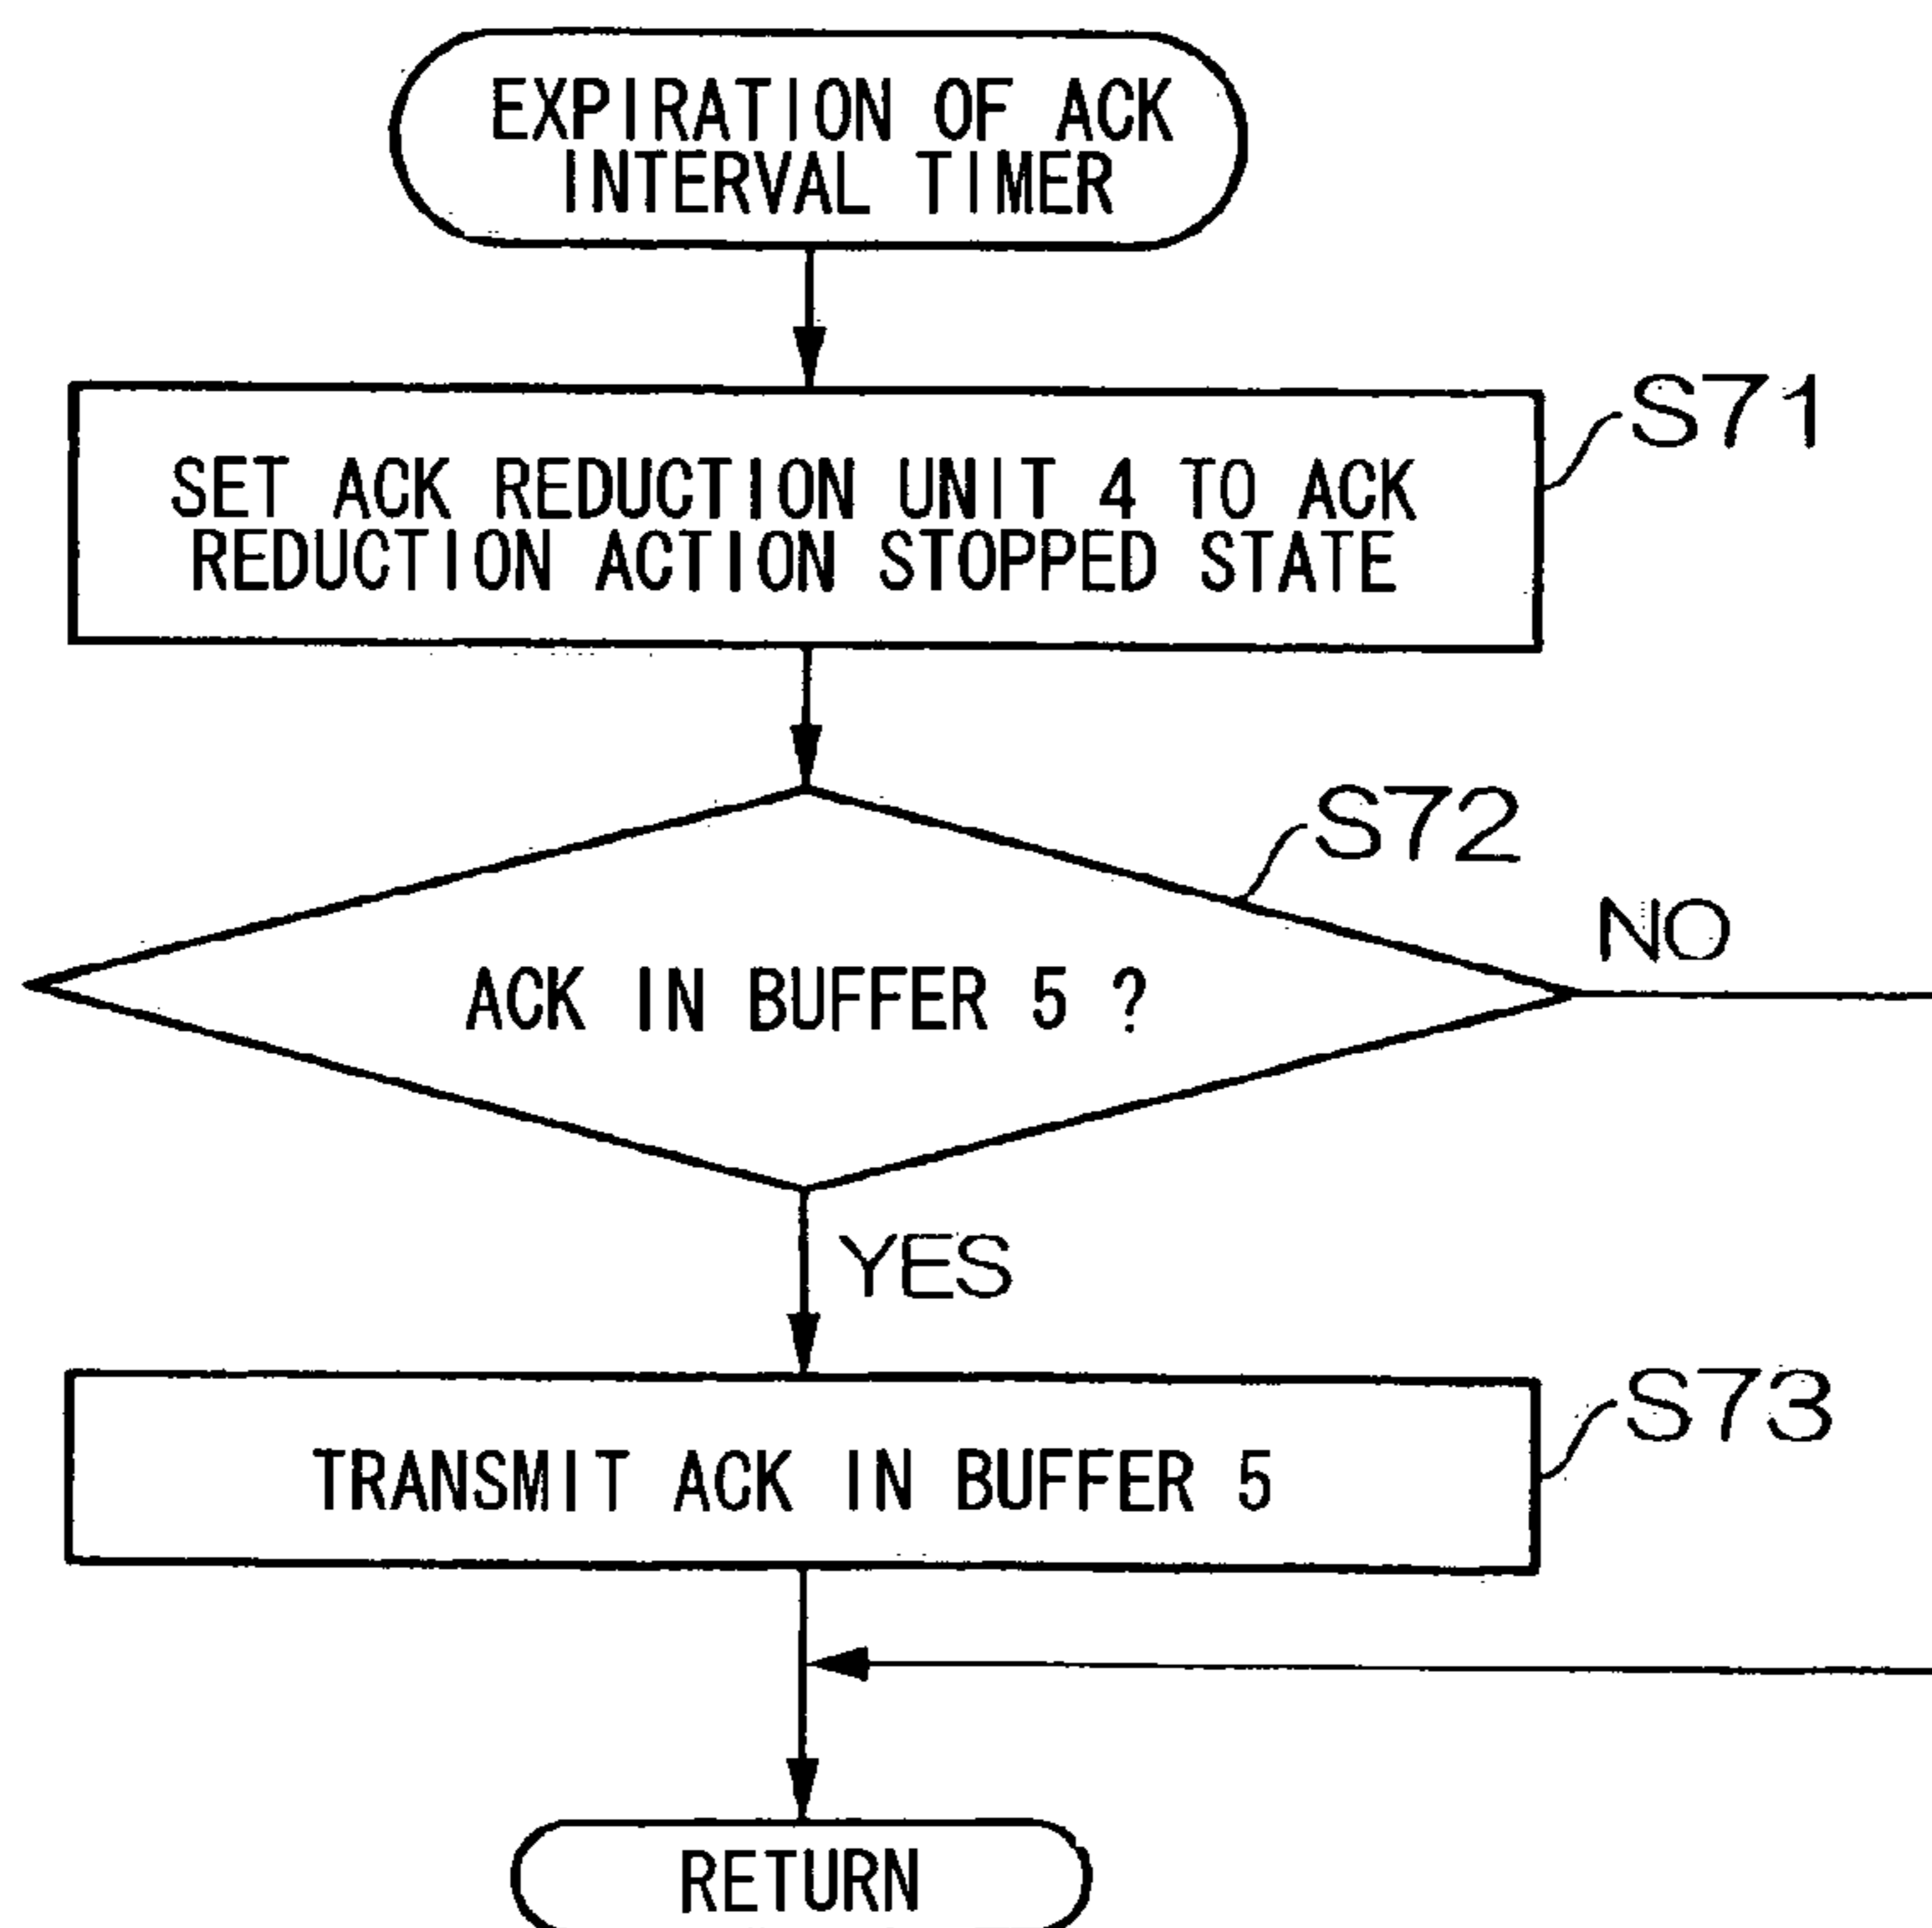 EXPIRATION OF ACK
INTERVAL TIMER
S71
SET ACK REDUCTION UNIT 4 TO ACK
REDUCTION ACTION STOPPED STATE
S72
NO
ACK IN BUFFER 5 ?
YES
S73
TRANSMIT ACK IN BUFFER 5
RETURN